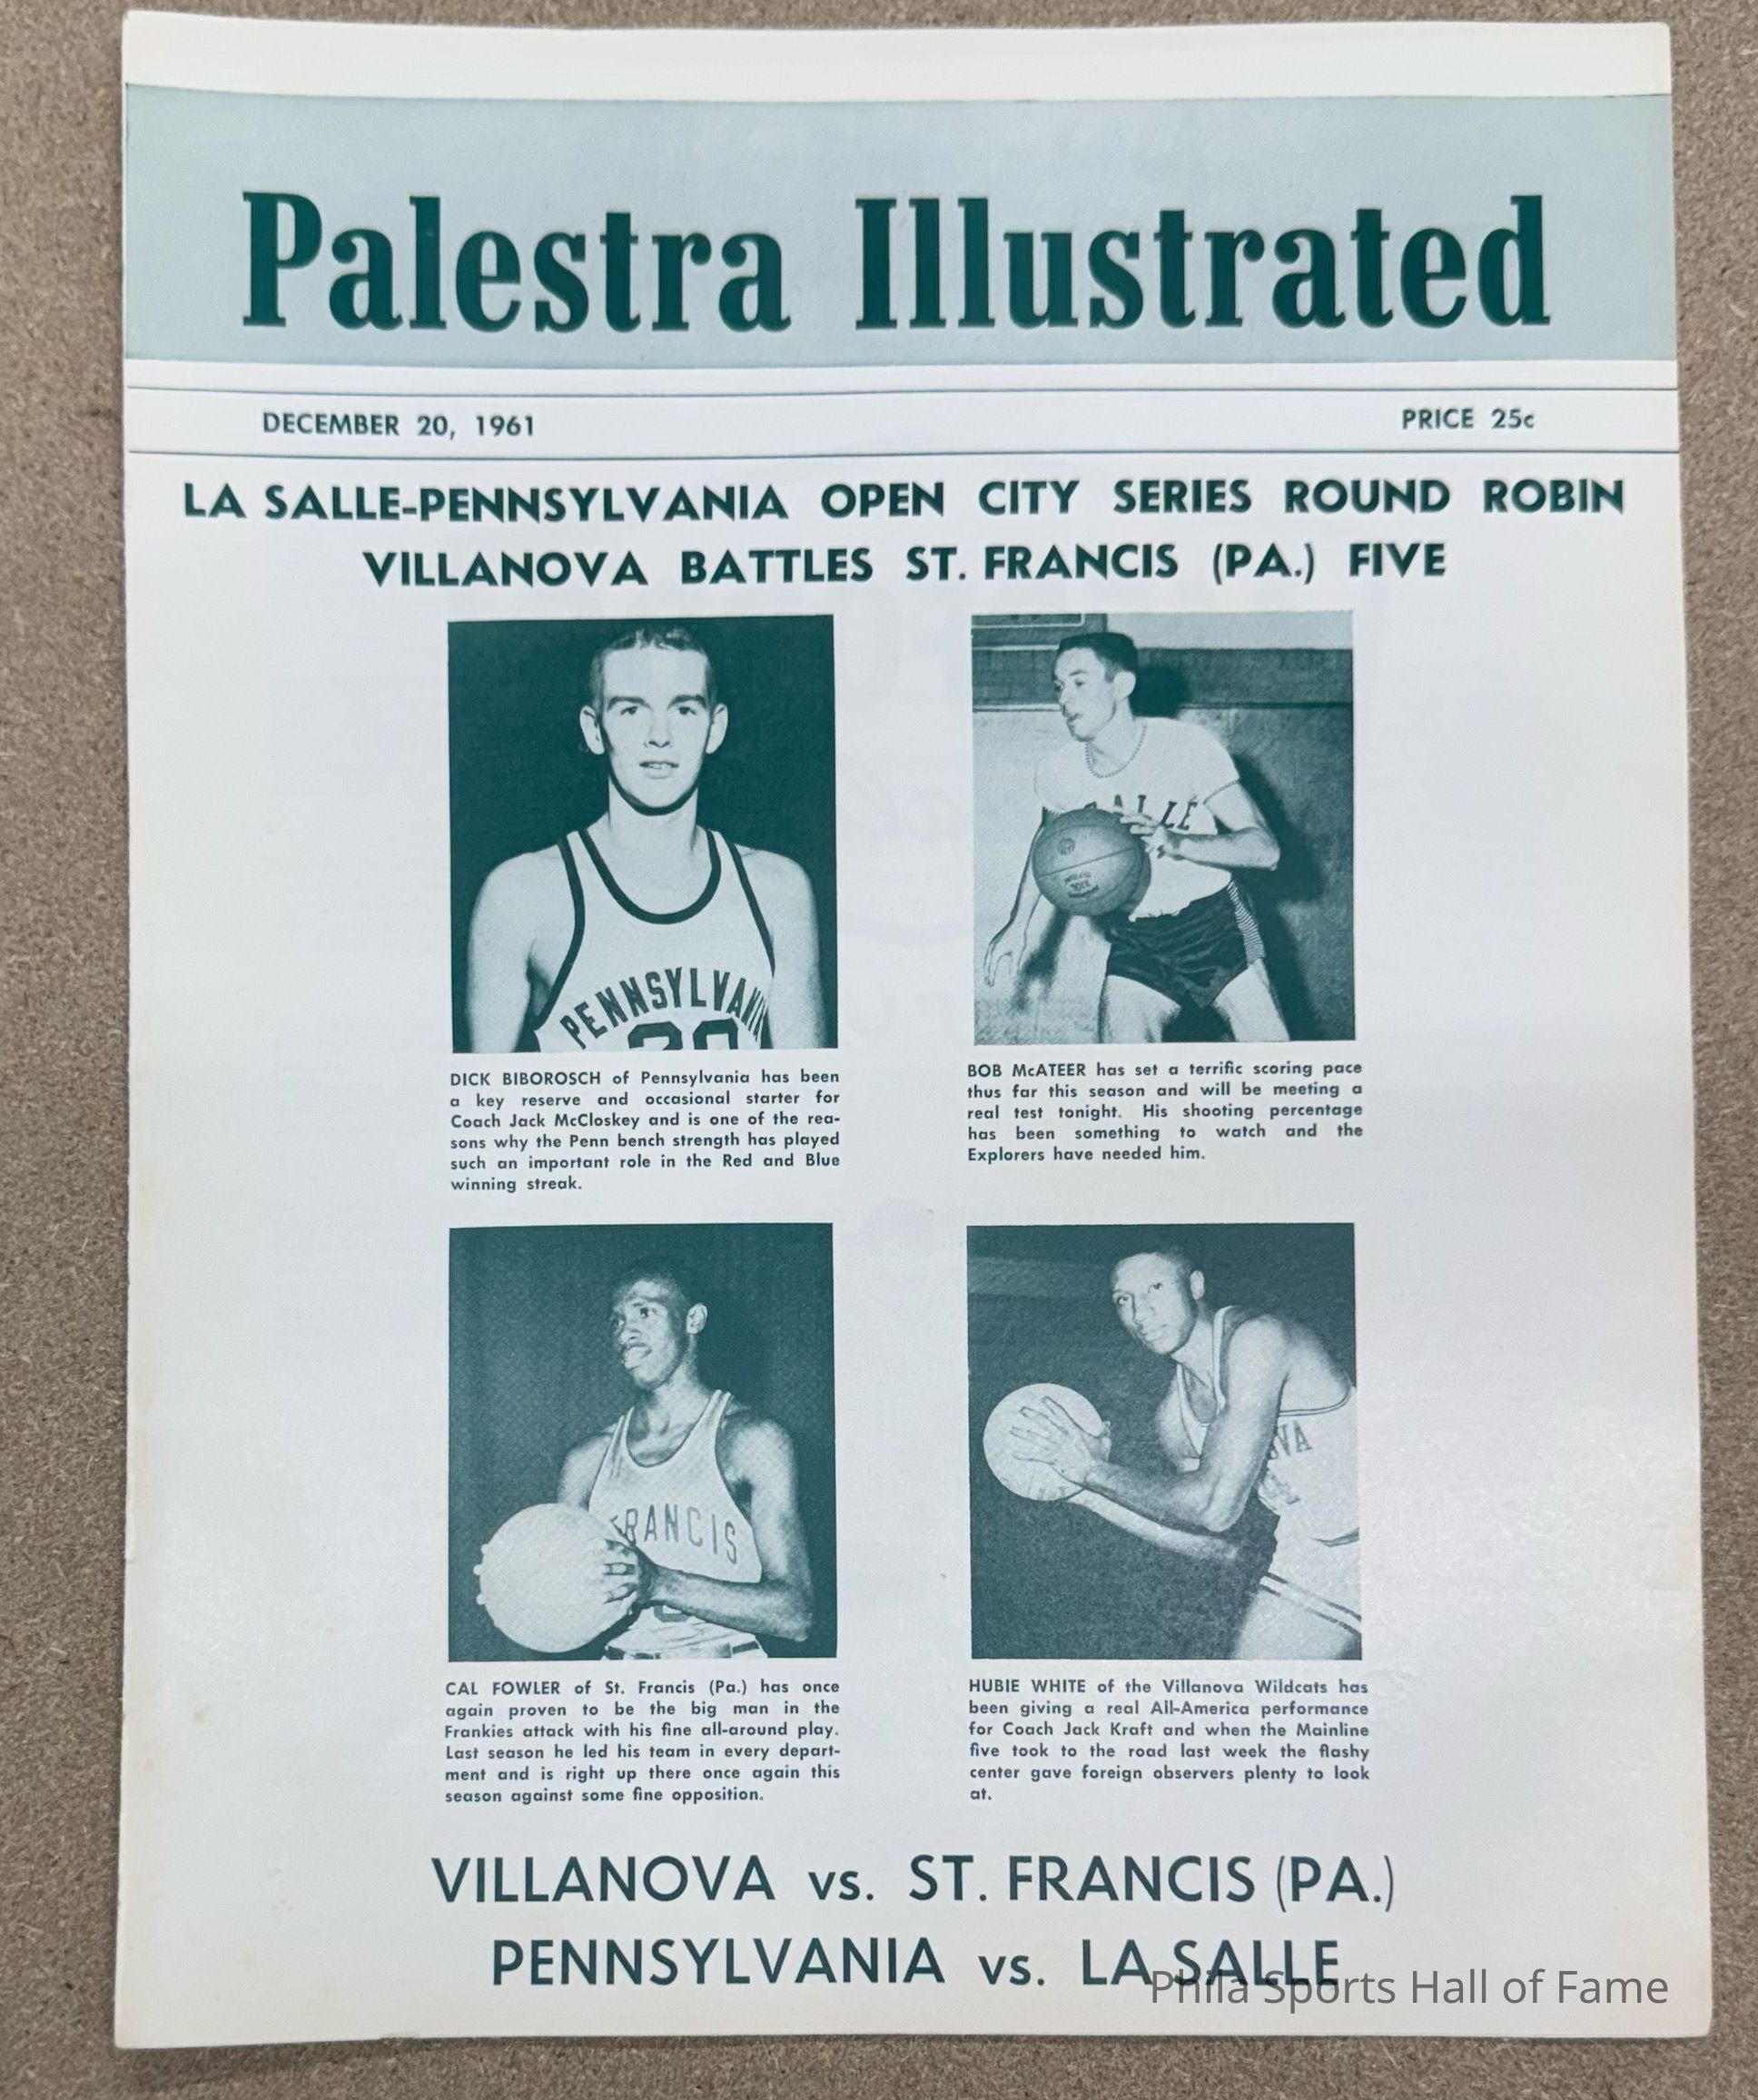 Palestra Illustrated
DECEMBER 20, 1961 PRICE 25c
LA SALLE-PENNSYLVANIA OPEN CITY SERIES ROUND ROBIN
VILLANOVA BATTLES ST. FRANCIS (PA.) FIVE
PENNSYLVANI
ALLE
DICK BIBOROSCH of Pennsylvania has been
a key reserve and occasional starter for
Coach Jack McCloskey and is one of the rea-
sons why the Penn bench strength has played
such an important role in the Red and Blue
winning streak.
BOB McATEER has set a terrific scoring pace
thus far this season and will be meeting a
real test tonight. His shooting percentage
has been something to watch and the
Explorers have needed him.
FRANCIS
VA
CAL FOWLER of St. Francis (Pa.) has once
again proven to be the big man in the
Frankies attack with his fine all-around play.
Last season he led his team in every depart-
ment and is right up there once again this
season against some fine opposition.
HUBIE WHITE of the Villanova Wildcats has
been giving a real All-America performance
for Coach Jack Kraft and when the Mainline
five took to the road last week the flashy
center gave foreign observers plenty to look
at.
VILLANOVA vs. ST. FRANCIS (PA.)
PENNSYLVANIA vs. LA SALLE
Phila Sports Hall of Fame